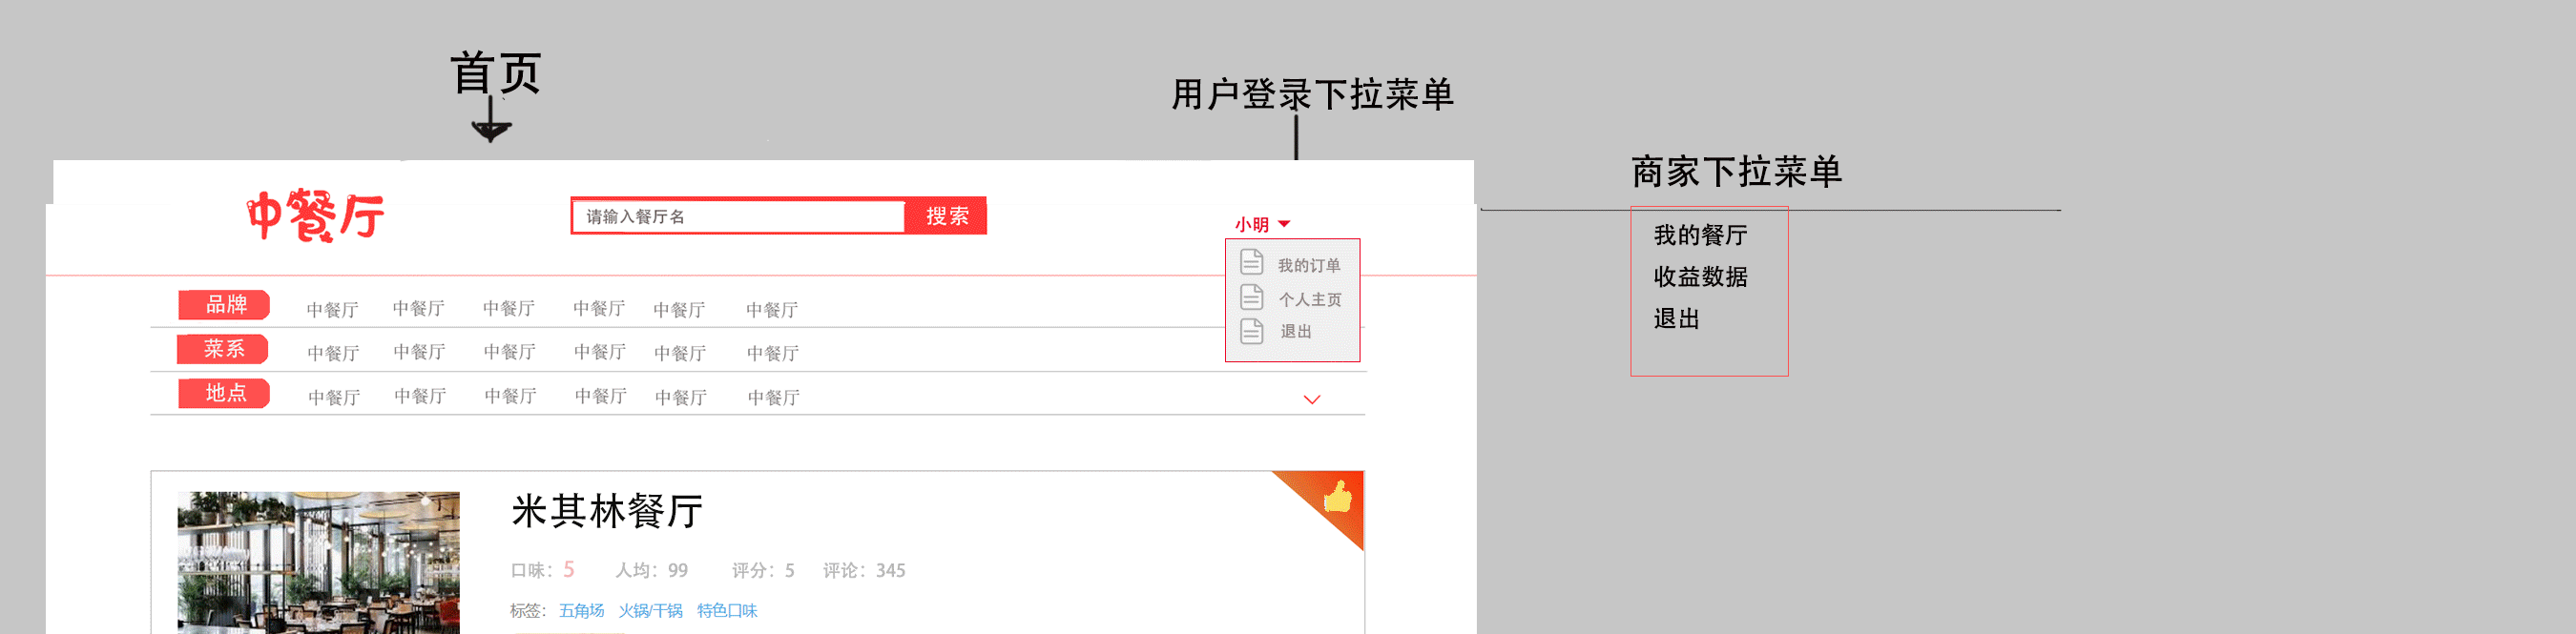 首页
用户登录下拉菜单
商家下拉菜单
中餐厅
请输入餐厅名 搜索
小明
我的订单
个人主页
退出
我的餐厅
收益数据
退出
品牌 中餐厅 中餐厅 中餐厅 中餐厅 中餐厅 中餐厅
菜系 中餐厅 中餐厅 中餐厅 中餐厅 中餐厅 中餐厅
地点 中餐厅 中餐厅 中餐厅 中餐厅 中餐厅 中餐厅
米其林餐厅
口味：5 人均：99 评分：5 评论：345
标签： 五角场 火锅/干锅 特色口味